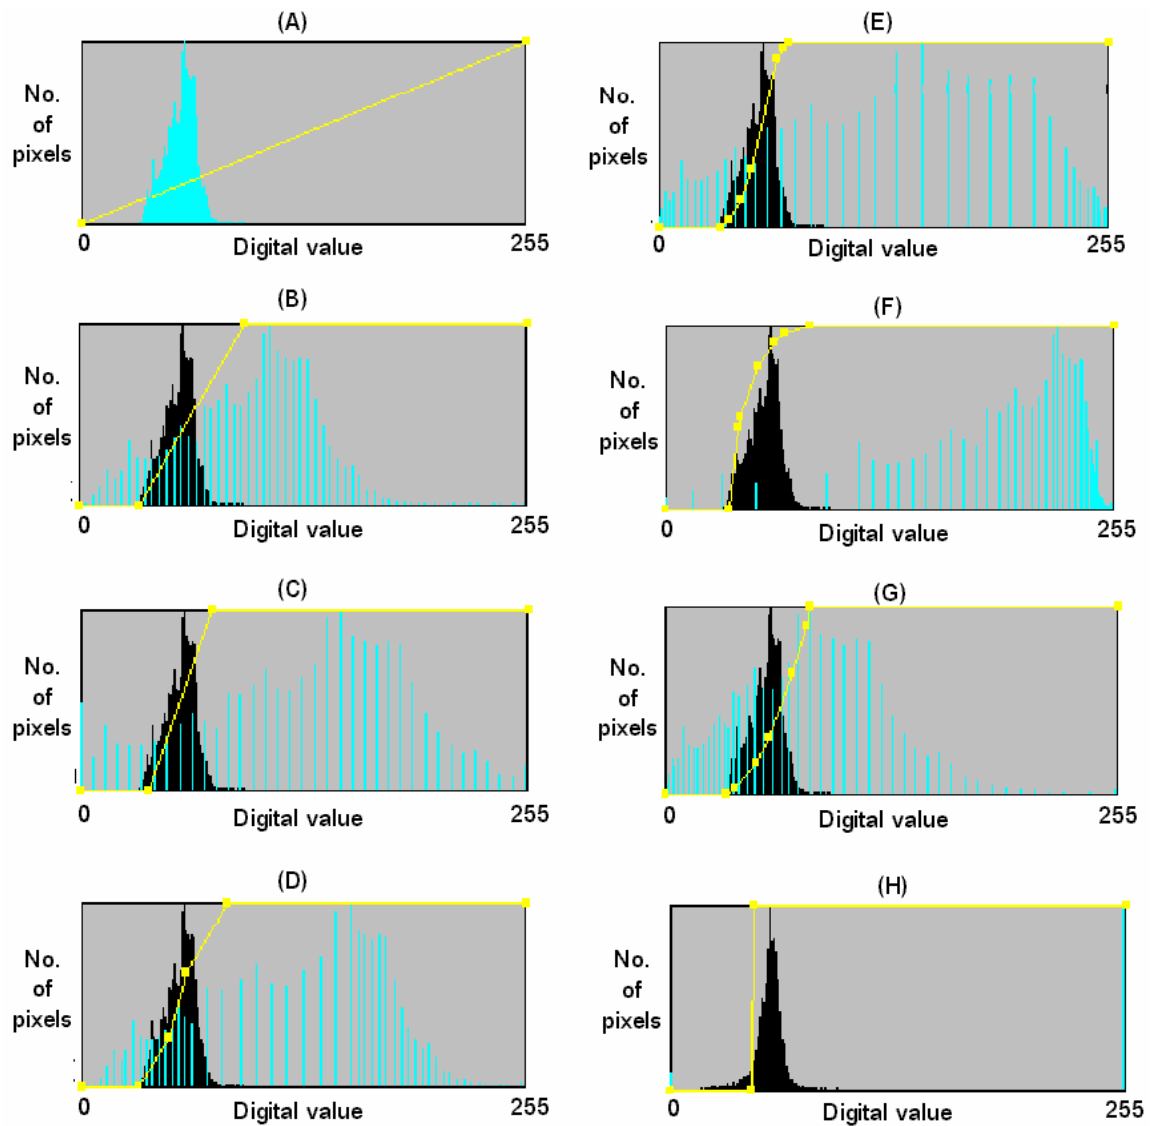 (A)
No.
of
pixels
0
Digital value
255
(B)
No.
of
pixels
0
Digital value
255
(C)
No.
of
pixels
0
Digital value
255
(D)
No.
of
pixels
0
Digital value
255
(E)
No.
of
pixels
0
Digital value
255
(F)
No.
of
pixels
0
Digital value
255
(G)
No.
of
pixels
0
Digital value
255
(H)
No.
of
pixels
0
Digital value
255